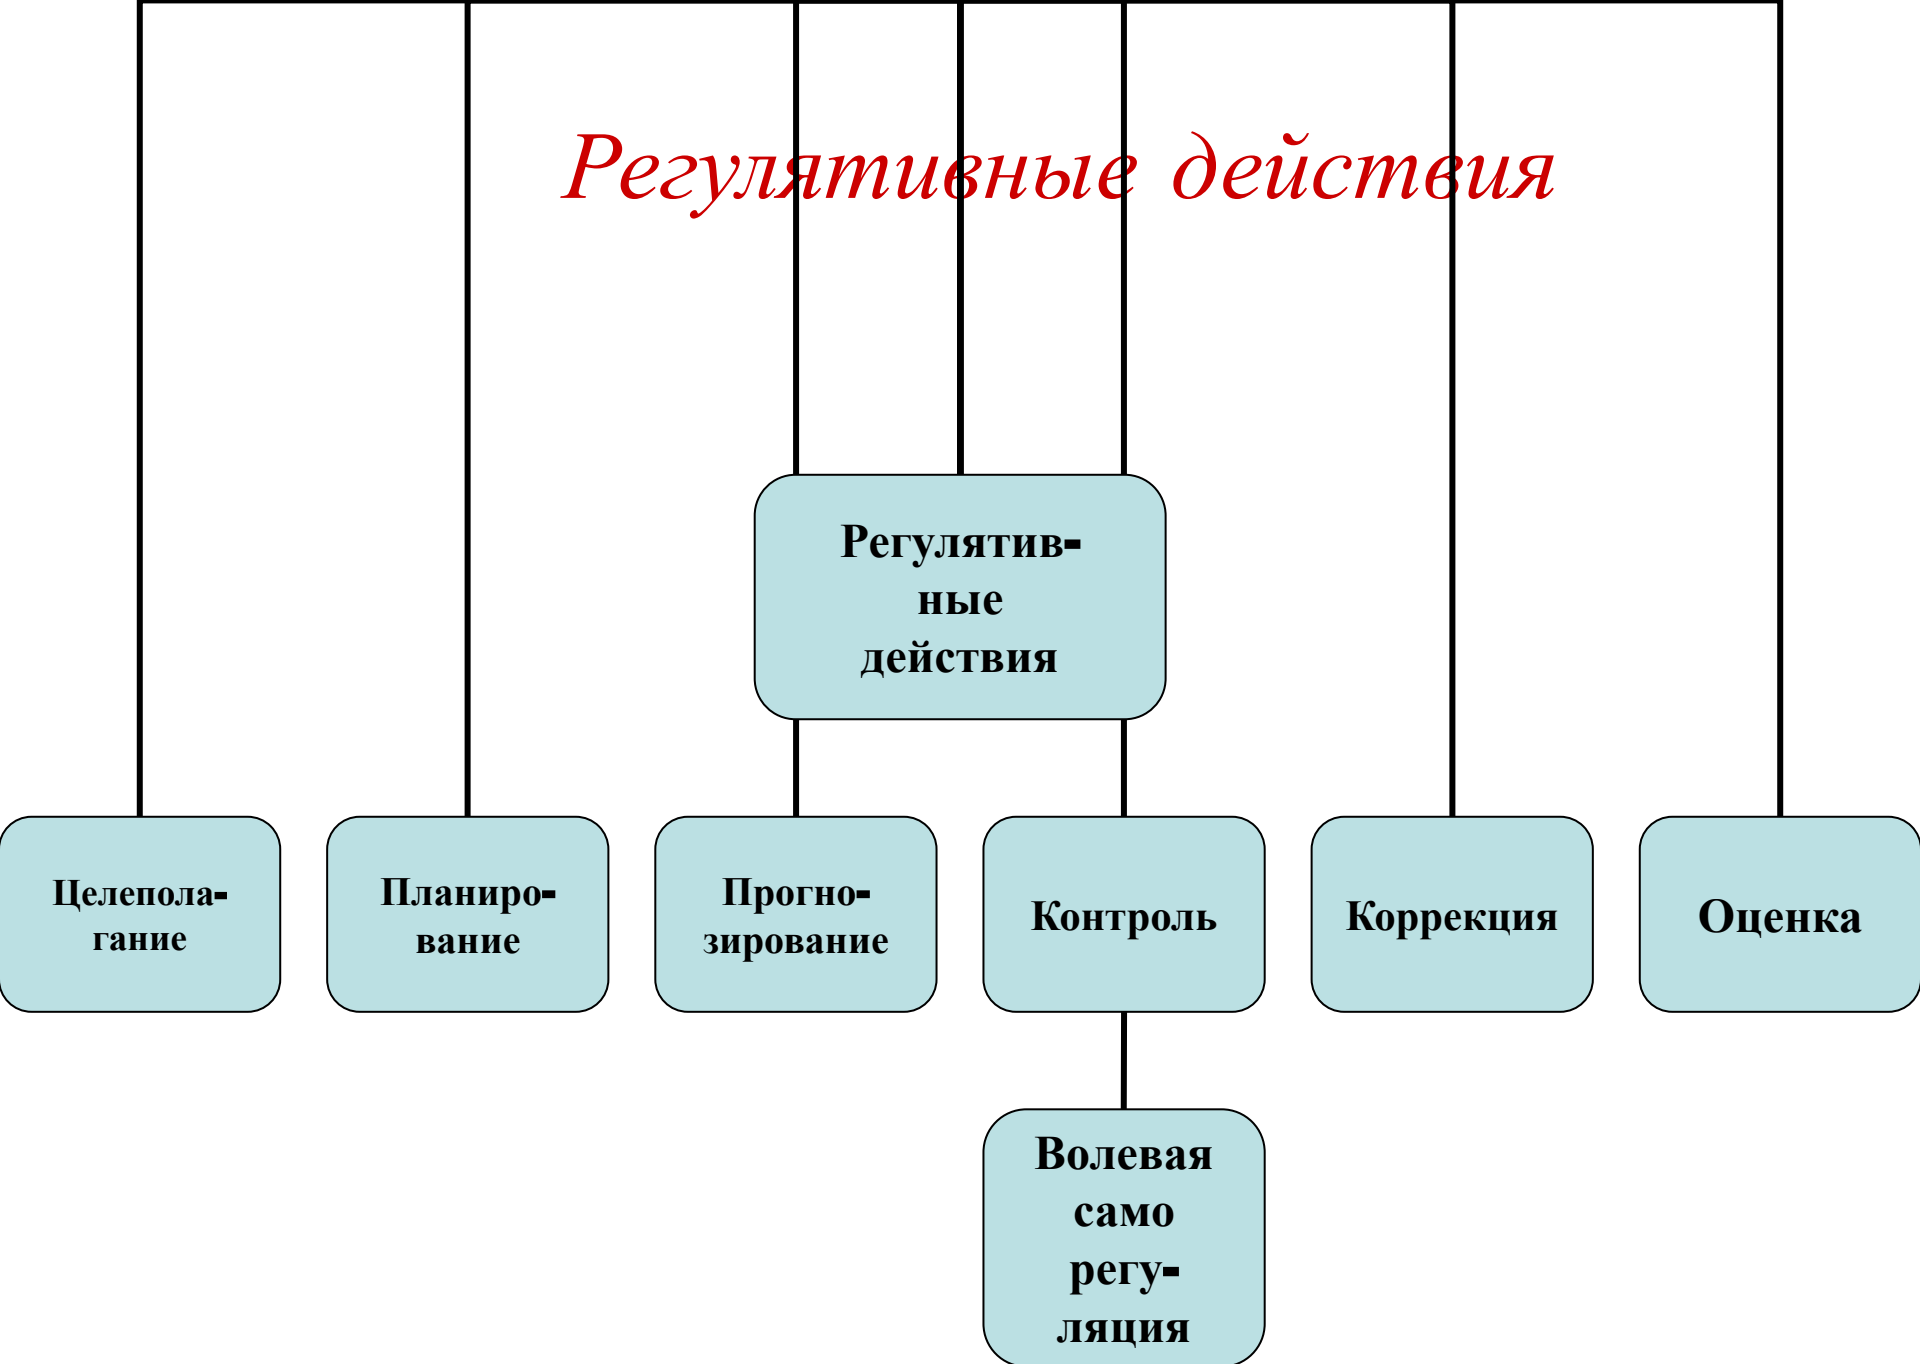 Регулятивные действия
Регулятив-
ные
действия
Целепола-
гание
Планиро-
вание
Прогно-
зирование
Контроль
Коррекция
Оценка
Волевая
само
регу-
ляция